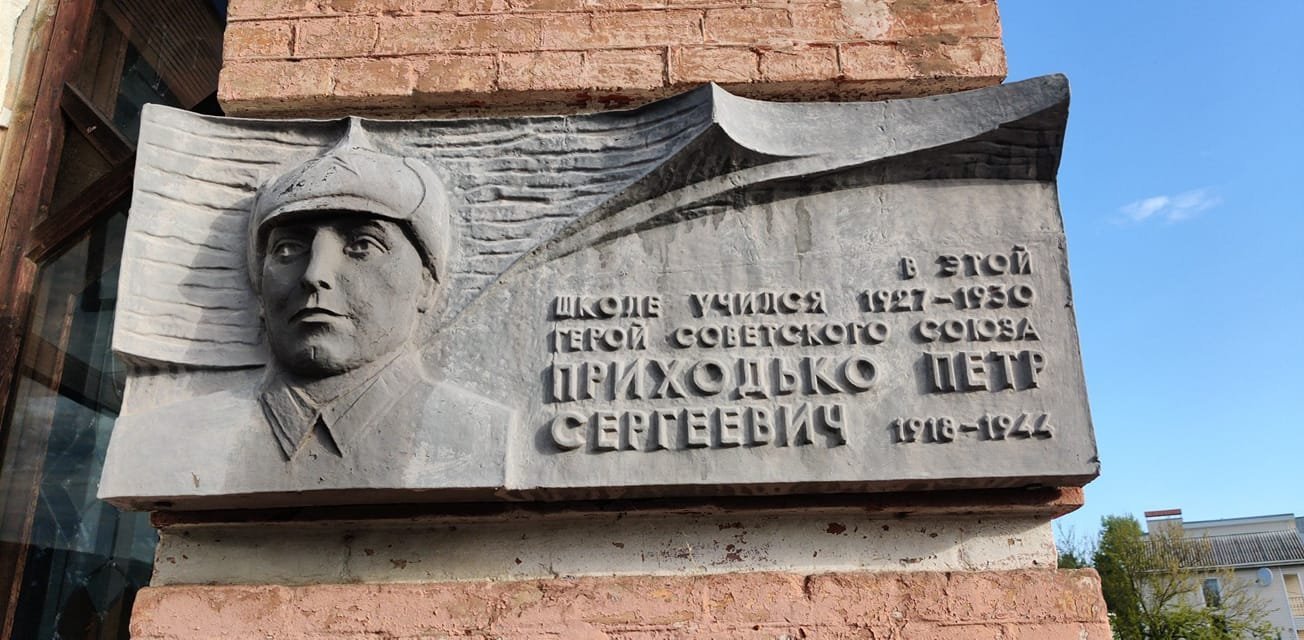 В ЭТОЙ
ШКОЛЕ УЧИЛСЯ 1927–1930
ГЕРОЙ СОВЕТСКОГО СОЮЗА
ПРИХОДЬКО ПЕТР
СЕРГЕЕВИЧ 1918–1944